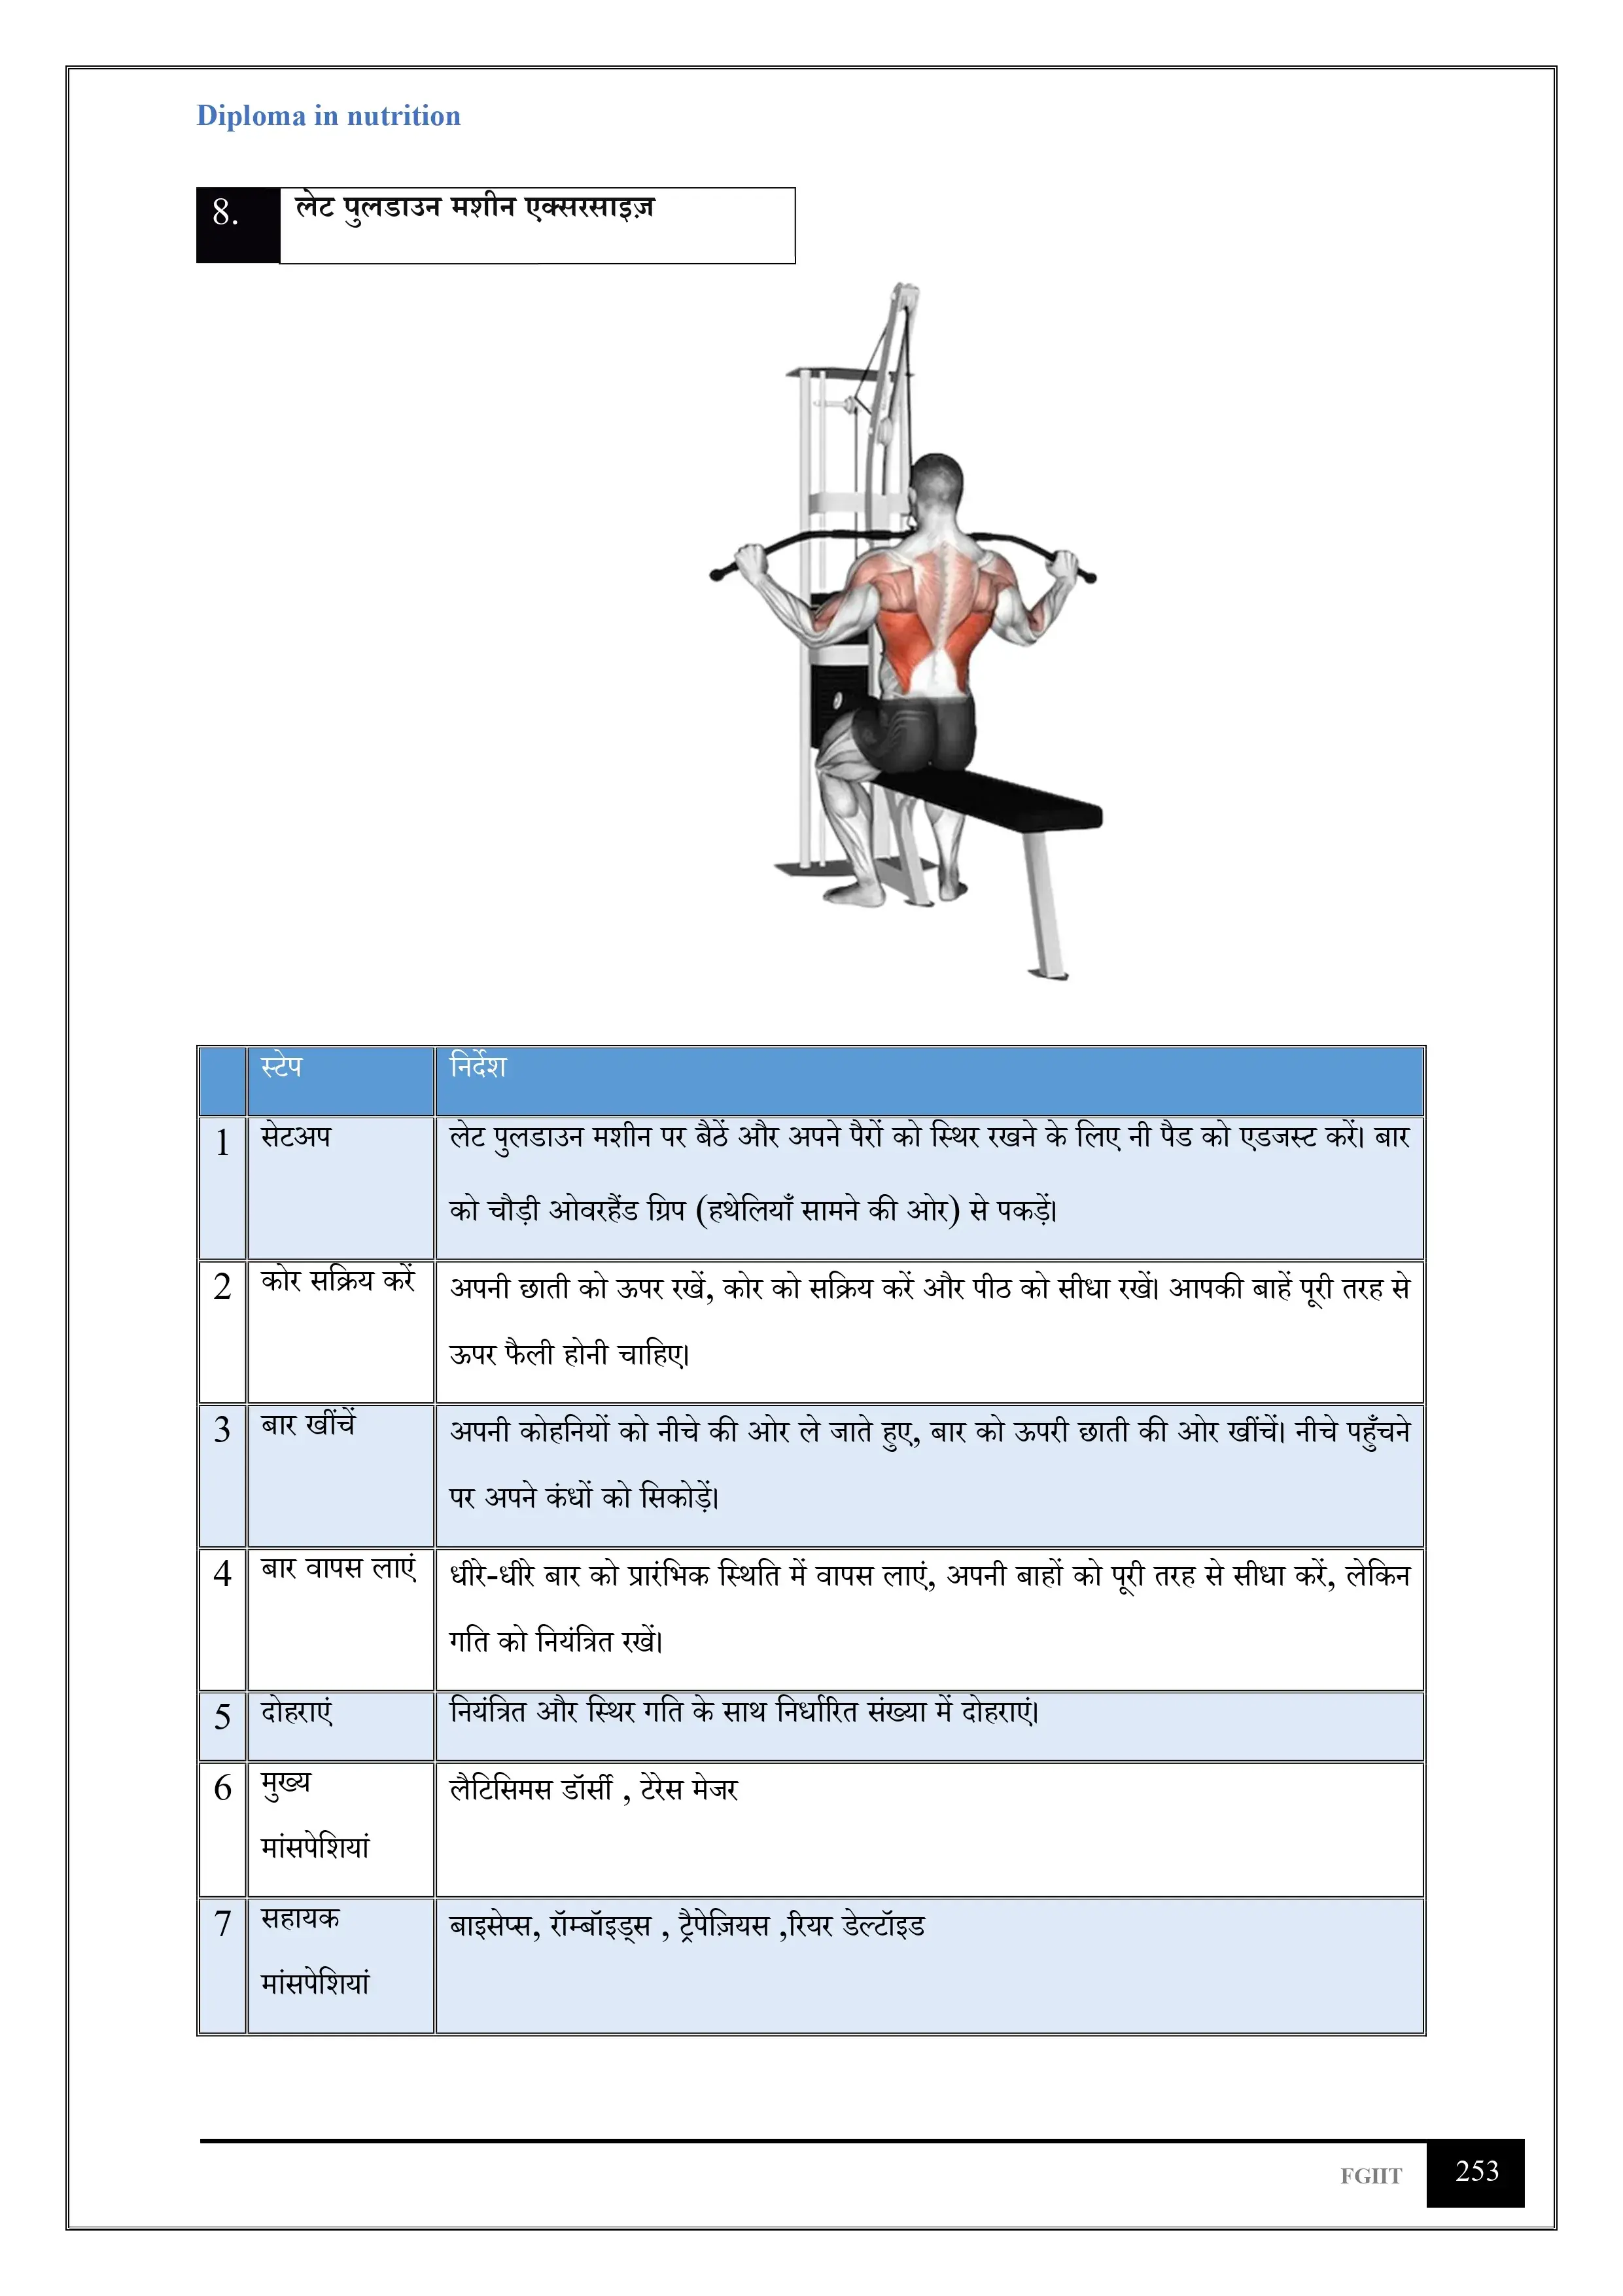 Diploma in nutrition
8. लेट पुलडाउन मशीन एक्सरसाइज़
स्टेप निर्देश
1 सेटअप लेट पुलडाउन मशीन पर बैठें और अपने पैरों को स्थिर रखने के लिए नी पैड को एडजस्ट करें। बार
को चौड़ी ओवरहैंड ग्रिप (हथेलियाँ सामने की ओर) से पकड़ें।
2 कोर सक्रिय करें अपनी छाती को ऊपर रखें, कोर को सक्रिय करें और पीठ को सीधा रखें। आपकी बाहें पूरी तरह से
ऊपर फैली होनी चाहिए।
3 बार खींचें अपनी कोहनियों को नीचे की ओर ले जाते हुए, बार को ऊपरी छाती की ओर खींचें। नीचे पहुँचने
पर अपने कंधों को सिकोड़ें।
4 बार वापस लाएं धीरे-धीरे बार को प्रारंभिक स्थिति में वापस लाएं, अपनी बाहों को पूरी तरह से सीधा करें, लेकिन
गति को नियंत्रित रखें।
5 दोहराएं नियंत्रित और स्थिर गति के साथ निर्धारित संख्या में दोहराएं।
6 मुख्य लैटिसिमस डॉर्सी , टेरेस मेजर
मांसपेशियां
7 सहायक बाइसेप्स, रॉम्बॉइड्स , ट्रैपेज़ियस ,रियर डेल्टॉइड
मांसपेशियां
FGIIT 253